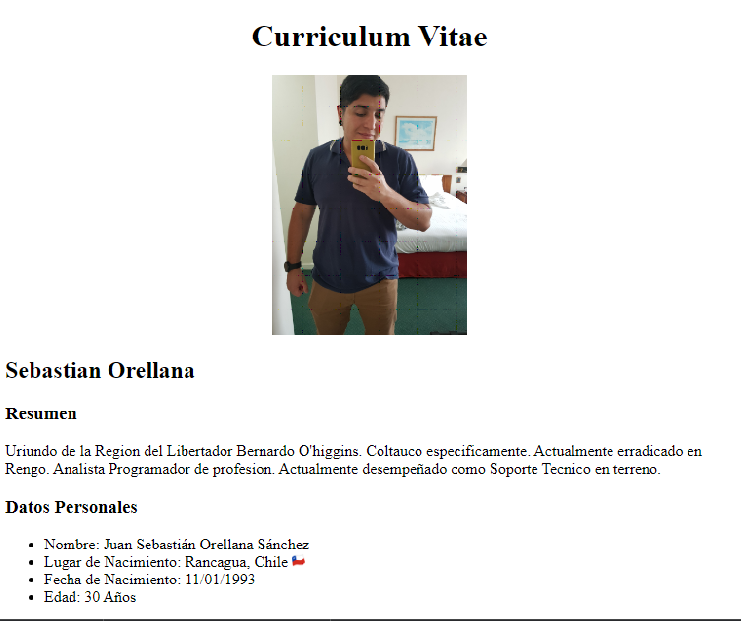 Curriculum Vitae
Sebastian Orellana
Resumen
Uriundo de la Region del Libertador Bernardo O'higgins. Coltauco especificamente. Actualmente erradicado en
Rengo. Analista Programador de profesion. Actualmente desempeñado como Soporte Tecnico en terreno.
Datos Personales
• Nombre: Juan Sebastián Orellana Sánchez
• Lugar de Nacimiento: Rancagua, Chile 🇨🇱
• Fecha de Nacimiento: 11/01/1993
• Edad: 30 Años